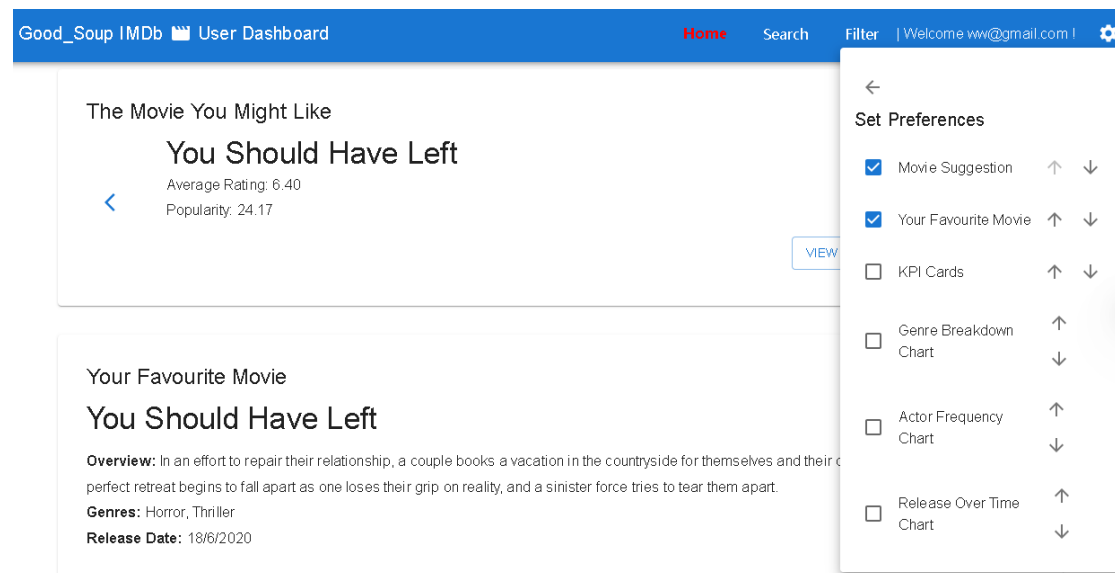 Good_Soup IMDb 🎬 User Dashboard
Home Search Filter | Welcome ww@gmail.com !
The Movie You Might Like
You Should Have Left
Average Rating: 6.40
Popularity: 24.17
VIEW
Your Favourite Movie
You Should Have Left
Overview: In an effort to repair their relationship, a couple books a vacation in the countryside for themselves and their
perfect retreat begins to fall apart as one loses their grip on reality, and a sinister force tries to tear them apart.
Genres: Horror, Thriller
Release Date: 18/6/2020
Set Preferences
Movie Suggestion
Your Favourite Movie
KPI Cards
Genre Breakdown
Chart
Actor Frequency
Chart
Release Over Time
Chart